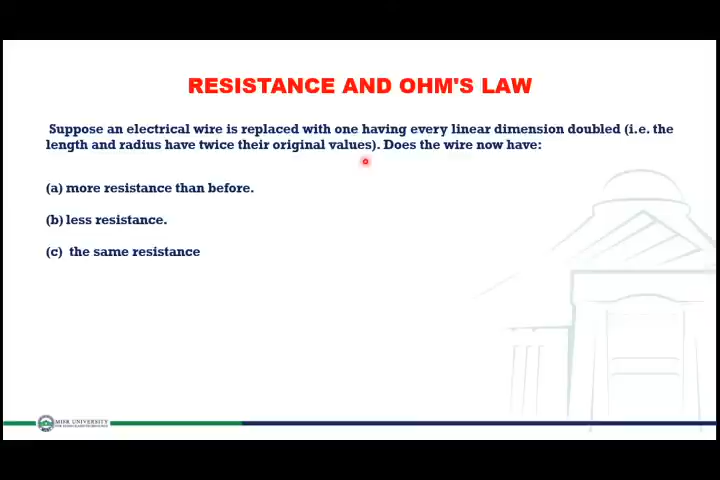 RESISTANCE AND OHM'S LAW
Suppose an electrical wire is replaced with one having every linear dimension doubled (i.e. the
length and radius have twice their original values). Does the wire now have:
(a) more resistance than before.
(b) less resistance.
(c) the same resistance
MISR UNIVERSITY